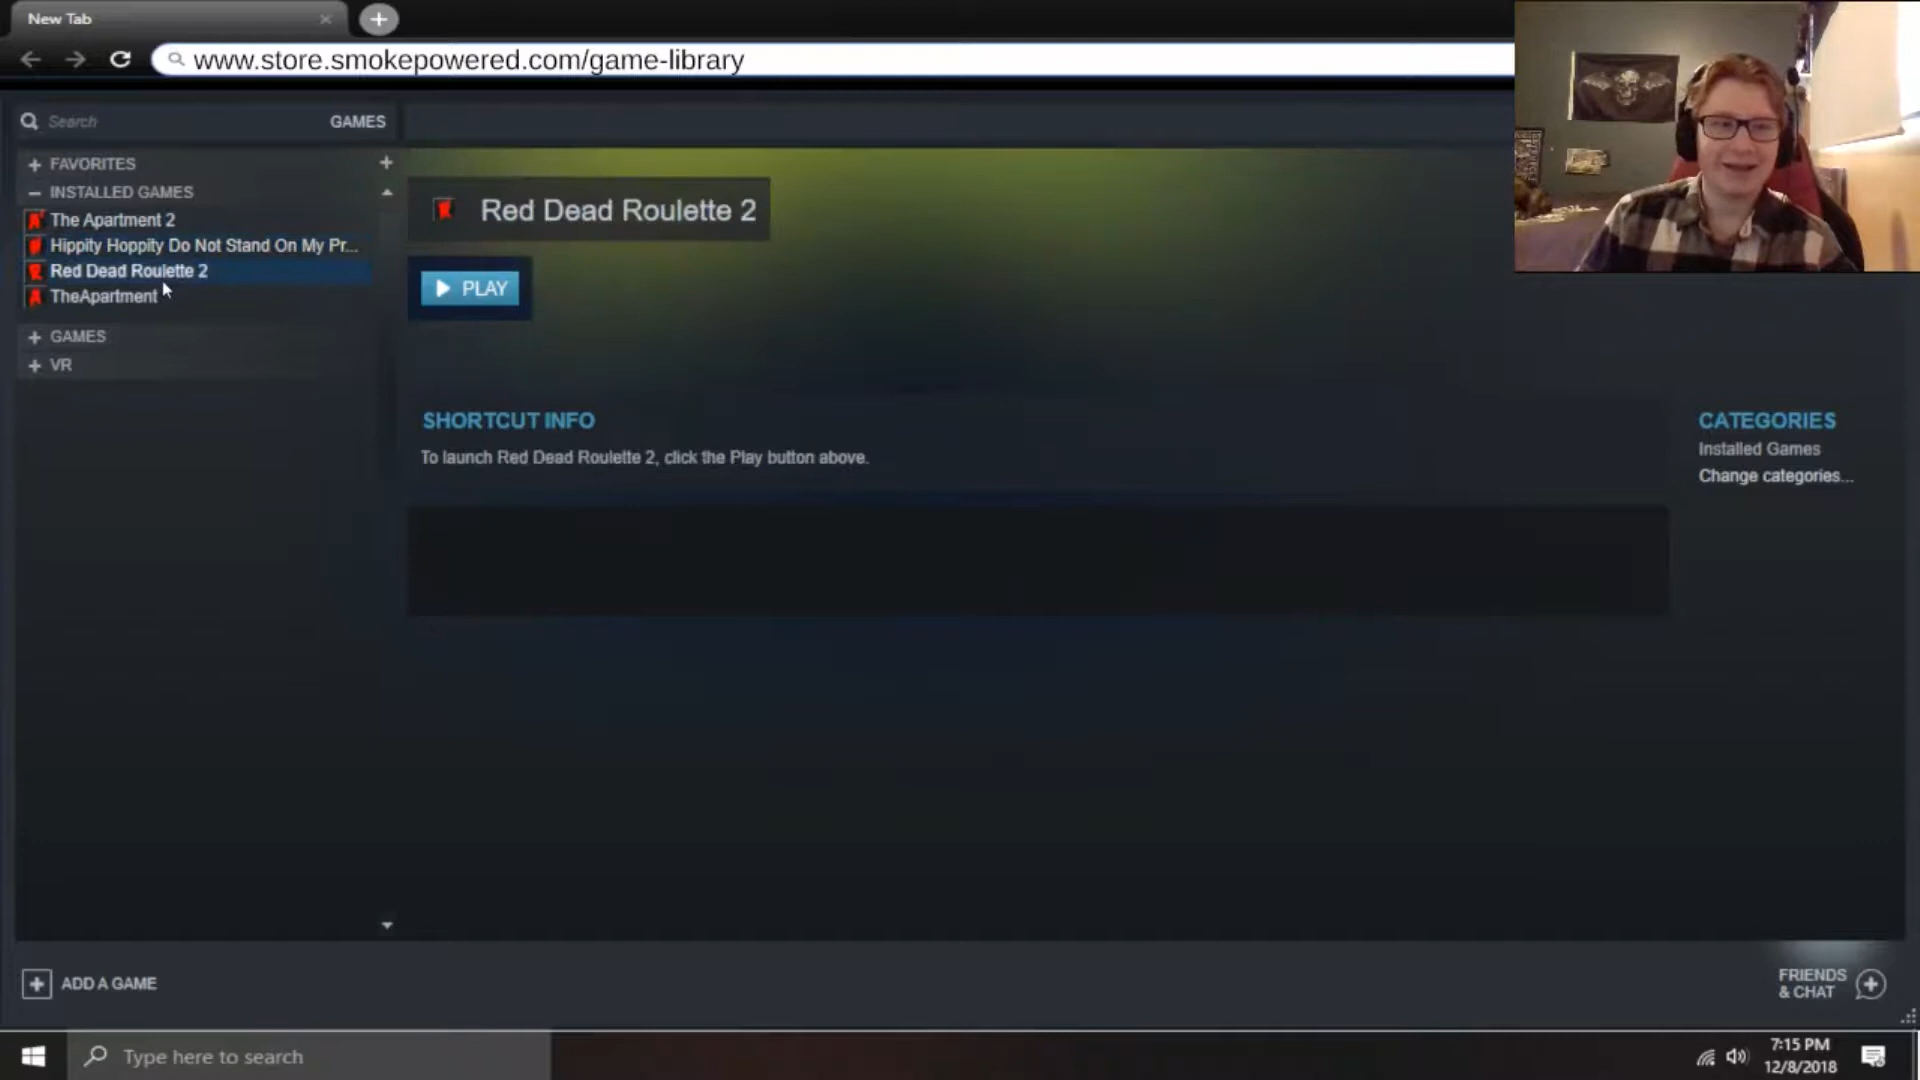 New Tab
www.store.smokepowered.com/game-library
Search
GAMES
FAVORITES
INSTALLED GAMES
The Apartment 2
Hippity Hoppity Do Not Stand On My Pr...
Red Dead Roulette 2
TheApartment
GAMES
VR
Red Dead Roulette 2
PLAY
SHORTCUT INFO
To launch Red Dead Roulette 2, click the Play button above.
CATEGORIES
Installed Games
Change categories...
ADD A GAME
FRIENDS
& CHAT
Type here to search
7:15 PM
12/8/2018